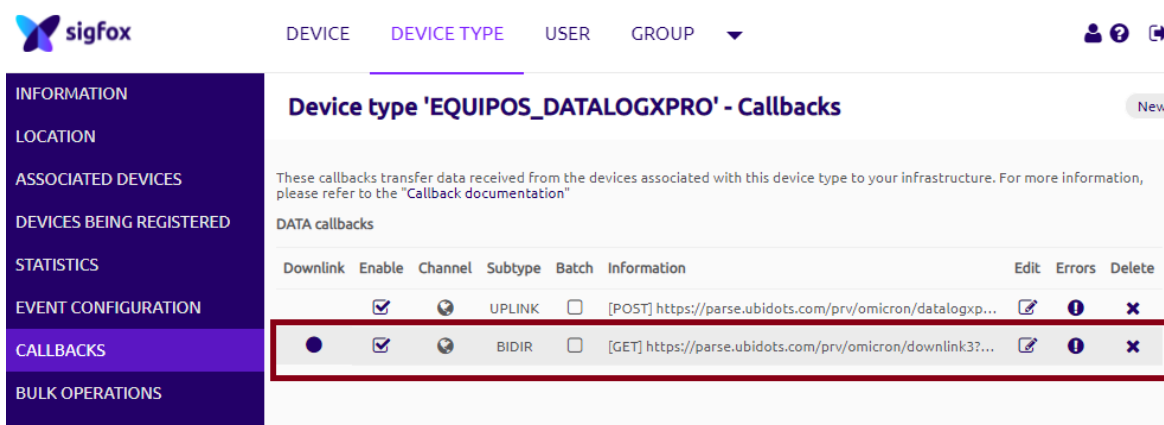 sigfox
DEVICE DEVICE TYPE USER GROUP
INFORMATION
LOCATION
ASSOCIATED DEVICES
DEVICES BEING REGISTERED
STATISTICS
EVENT CONFIGURATION
CALLBACKS
BULK OPERATIONS
Device type 'EQUIPOS_DATALOGXPRO' - Callbacks
New
These callbacks transfer data received from the devices associated with this device type to your infrastructure. For more information,
please refer to the "Callback documentation"
DATA callbacks
Downlink Enable Channel Subtype Batch Information Edit Errors Delete
UPLINK [POST] https://parse.ubidots.com/prv/omicron/datalogxp...
BIDIR [GET] https://parse.ubidots.com/prv/omicron/downlink3?...